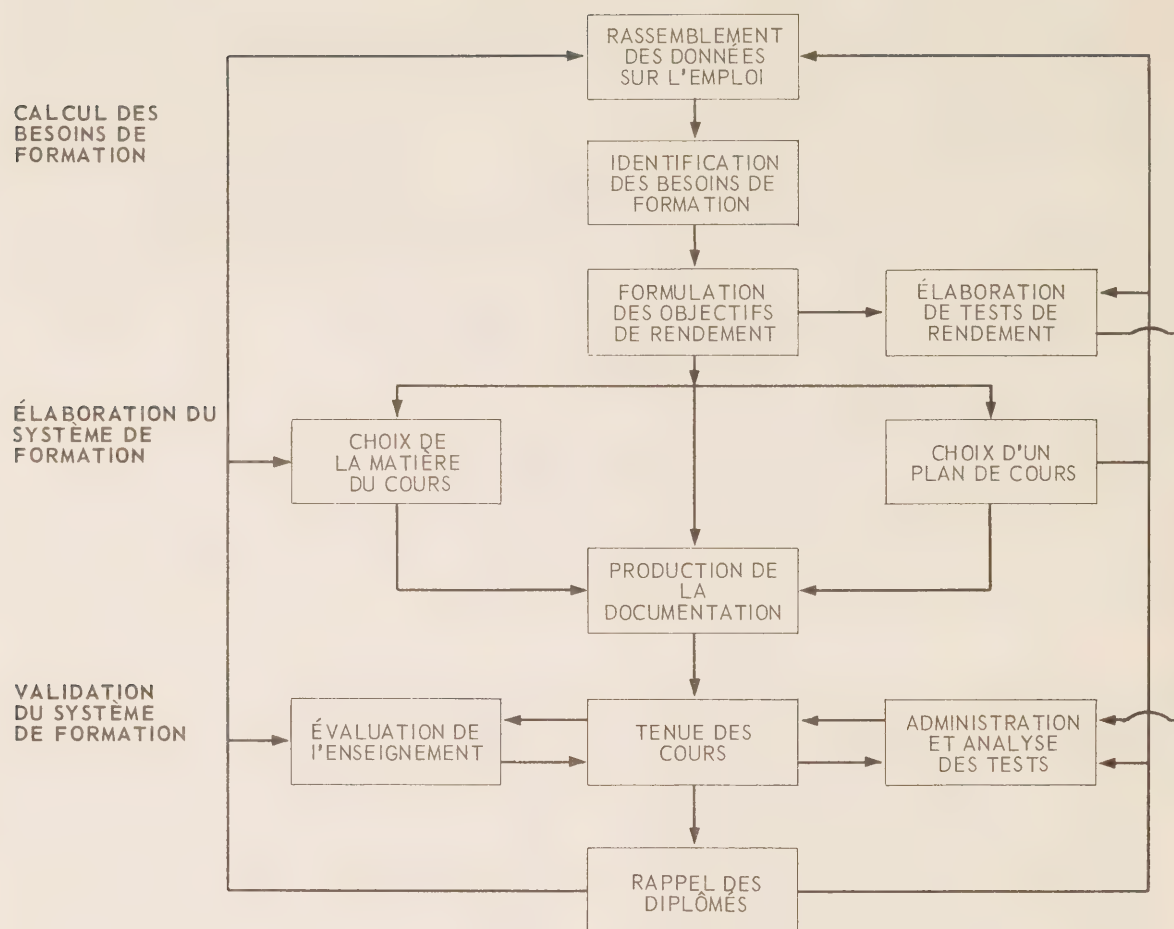 RASSEMBLEMENT
DES DONNÉES
SUR L'EMPLOI
CALCUL DES
BESOINS DE
FORMATION
IDENTIFICATION
DES BESOINS DE
FORMATION
FORMULATION
DES OBJECTIFS
DE RENDEMENT
ÉLABORATION
DE TESTS DE
RENDEMENT
ÉLABORATION DU
SYSTÈME DE
FORMATION
CHOIX DE
LA MATIÈRE
DU COURS
CHOIX D'UN
PLAN DE COURS
PRODUCTION DE
LA
DOCUMENTATION
VALIDATION
DU SYSTÈME
DE FORMATION
ÉVALUATION DE
l'ENSEIGNEMENT
TENUE DES
COURS
ADMINISTRATION
ET ANALYSE
DES TESTS
RAPPEL DES
DIPLÔMÉS